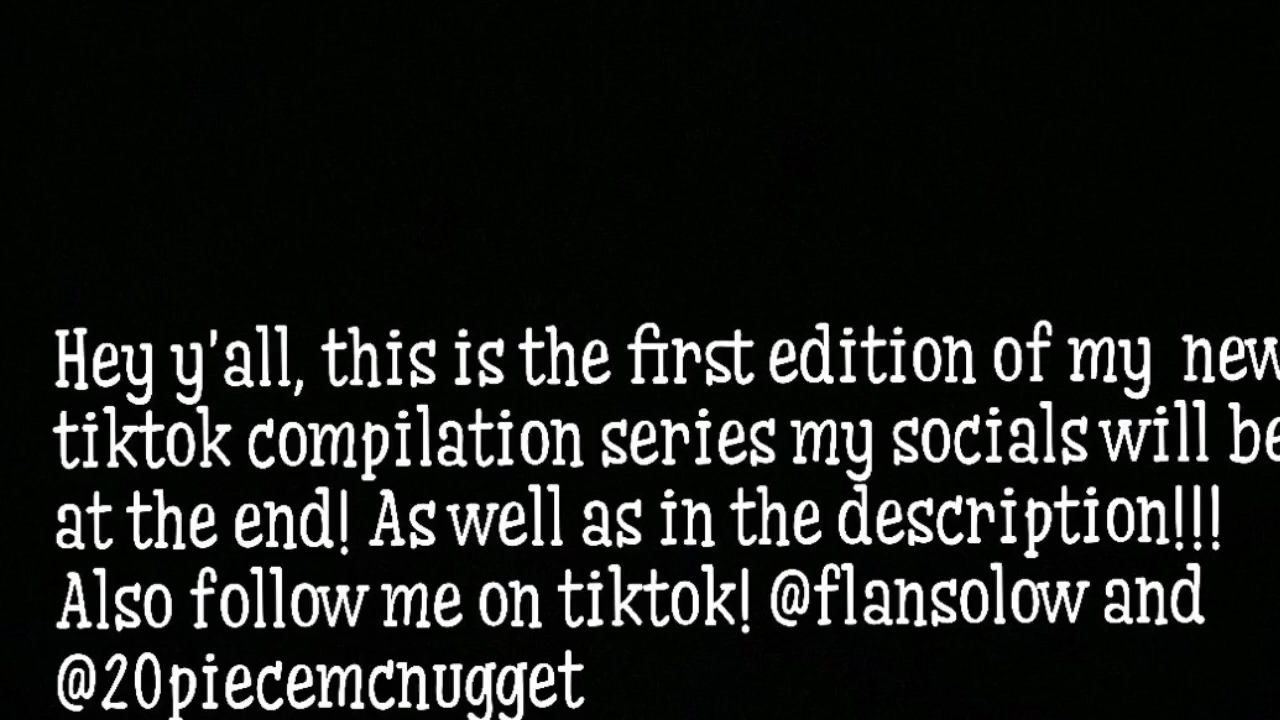 Hey y'all, this is the first edition of my new
tiktok compilation series my socials will be
at the end! As well as in the description!!!
Also follow me on tiktok! @flansolow and
@20piecemcnugget